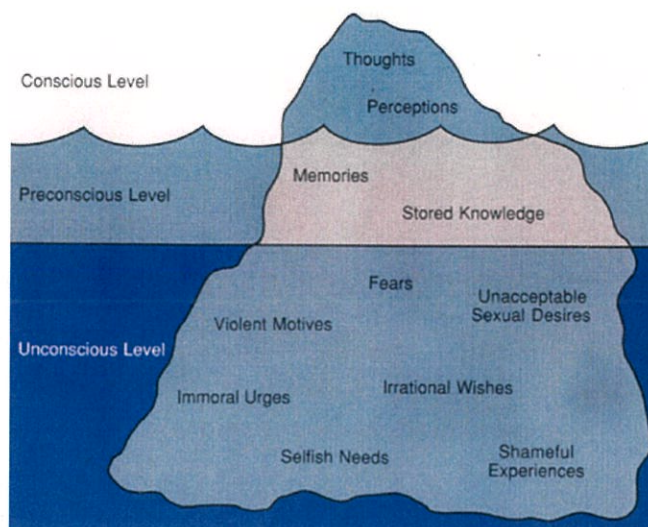 Thoughts
Conscious Level
Perceptions
Memories
Preconscious Level
Stored Knowledge
Fears
Unacceptable
Sexual Desires
Violent Motives
Unconscious Level
Irrational Wishes
Immoral Urges
Selfish Needs
Shameful
Experiences